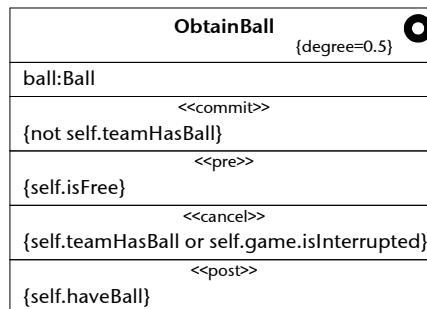 ObtainBall
{degree=0.5}
ball:Ball
<<commit>>
{not self.teamHasBall}
<<pre>>
{self.isFree}
<<cancel>>
{self.teamHasBall or self.game.isInterrupted}
<<post>>
{self.haveBall}